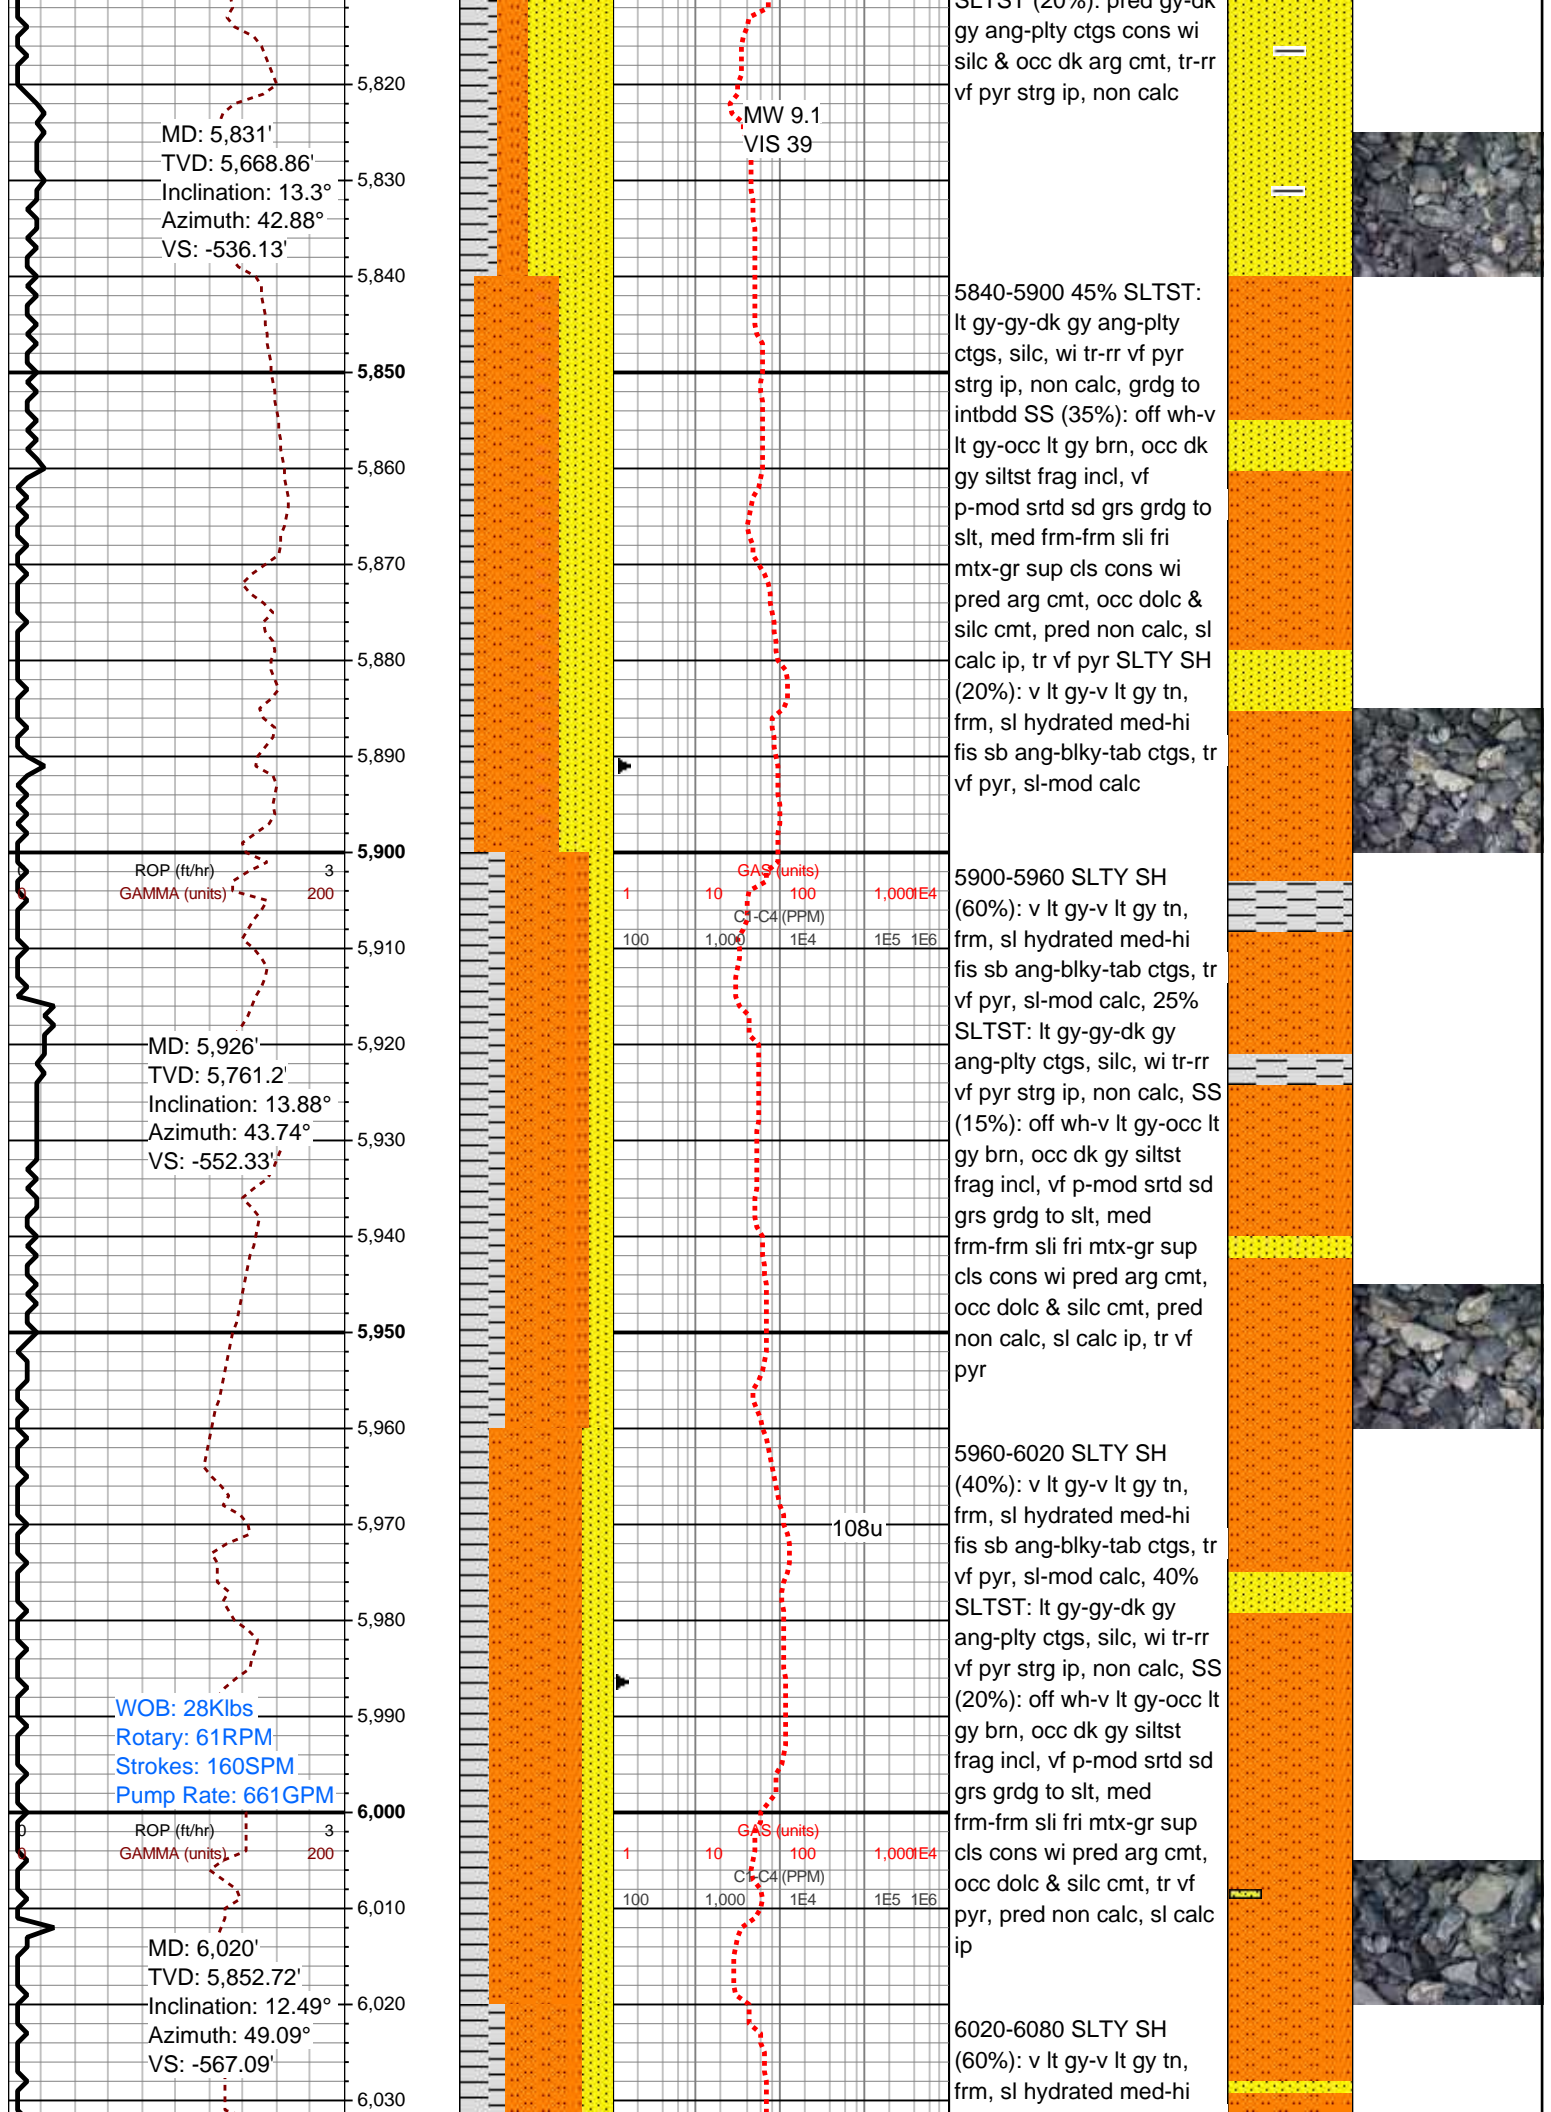 MD: 5,831'
TVD: 5,668.86'
Inclination: 13.3°
Azimuth: 42.88°
VS: -536.13'
MD: 5,926'
TVD: 5,761.2'
Inclination: 13.88°
Azimuth: 43.74°
VS: -552.33'
WOB: 28Klbs
Rotary: 61RPM
Strokes: 160SPM
Pump Rate: 661GPM
MD: 6,020'
TVD: 5,852.72'
Inclination: 12.49°
Azimuth: 49.09°
VS: -567.09'
0 ROP (ft/hr) 3
0 GAMMA (units) 200
0 ROP (ft/hr) 3
0 GAMMA (units) 200
5,820
5,830
5,840
5,850
5,860
5,870
5,880
5,890
5,900
5,910
5,920
5,930
5,940
5,950
5,960
5,970
5,980
5,990
6,000
6,010
6,020
6,030
MW 9.1
VIS 39
GAS (units)
1 10 100 1,000 1E4
C1-C4 (PPM)
100 1,000 1E4 1E5 1E6
108u
GAS (units)
1 10 100 1,000 1E4
C1-C4 (PPM)
100 1,000 1E4 1E5 1E6
SLTST (20%): pred gy-dk
gy ang-plty ctgs cons wi
silc & occ dk arg cmt, tr-rr
vf pyr strg ip, non calc
5840-5900 45% SLTST:
lt gy-gy-dk gy ang-plty
ctgs, silc, wi tr-rr vf pyr
strg ip, non calc, grdg to
intbdd SS (35%): off wh-v
lt gy-occ lt gy brn, occ dk
gy siltst frag incl, vf
p-mod srtd sd grs grdg to
slt, med frm-frm sli fri
mtx-gr sup cls cons wi
pred arg cmt, occ dolc &
silc cmt, pred non calc, sl
calc ip, tr vf pyr SLTY SH
(20%): v lt gy-v lt gy tn,
frm, sl hydrated med-hi
fis sb ang-blky-tab ctgs, tr
vf pyr, sl-mod calc
5900-5960 SLTY SH
(60%): v lt gy-v lt gy tn,
frm, sl hydrated med-hi
fis sb ang-blky-tab ctgs, tr
vf pyr, sl-mod calc, 25%
SLTST: lt gy-gy-dk gy
ang-plty ctgs, silc, wi tr-rr
vf pyr strg ip, non calc, SS
(15%): off wh-v lt gy-occ lt
gy brn, occ dk gy siltst
frag incl, vf p-mod srtd sd
grs grdg to slt, med
frm-frm sli fri mtx-gr sup
cls cons wi pred arg cmt,
occ dolc & silc cmt, pred
non calc, sl calc ip, tr vf
pyr
5960-6020 SLTY SH
(40%): v lt gy-v lt gy tn,
frm, sl hydrated med-hi
fis sb ang-blky-tab ctgs, tr
vf pyr, sl-mod calc, 40%
SLTST: lt gy-gy-dk gy
ang-plty ctgs, silc, wi tr-rr
vf pyr strg ip, non calc, SS
(20%): off wh-v lt gy-occ lt
gy brn, occ dk gy siltst
frag incl, vf p-mod srtd sd
grs grdg to slt, med
frm-frm sli fri mtx-gr sup
cls cons wi pred arg cmt,
occ dolc & silc cmt, tr vf
pyr, pred non calc, sl calc
ip
6020-6080 SLTY SH
(60%): v lt gy-v lt gy tn,
frm, sl hydrated med-hi